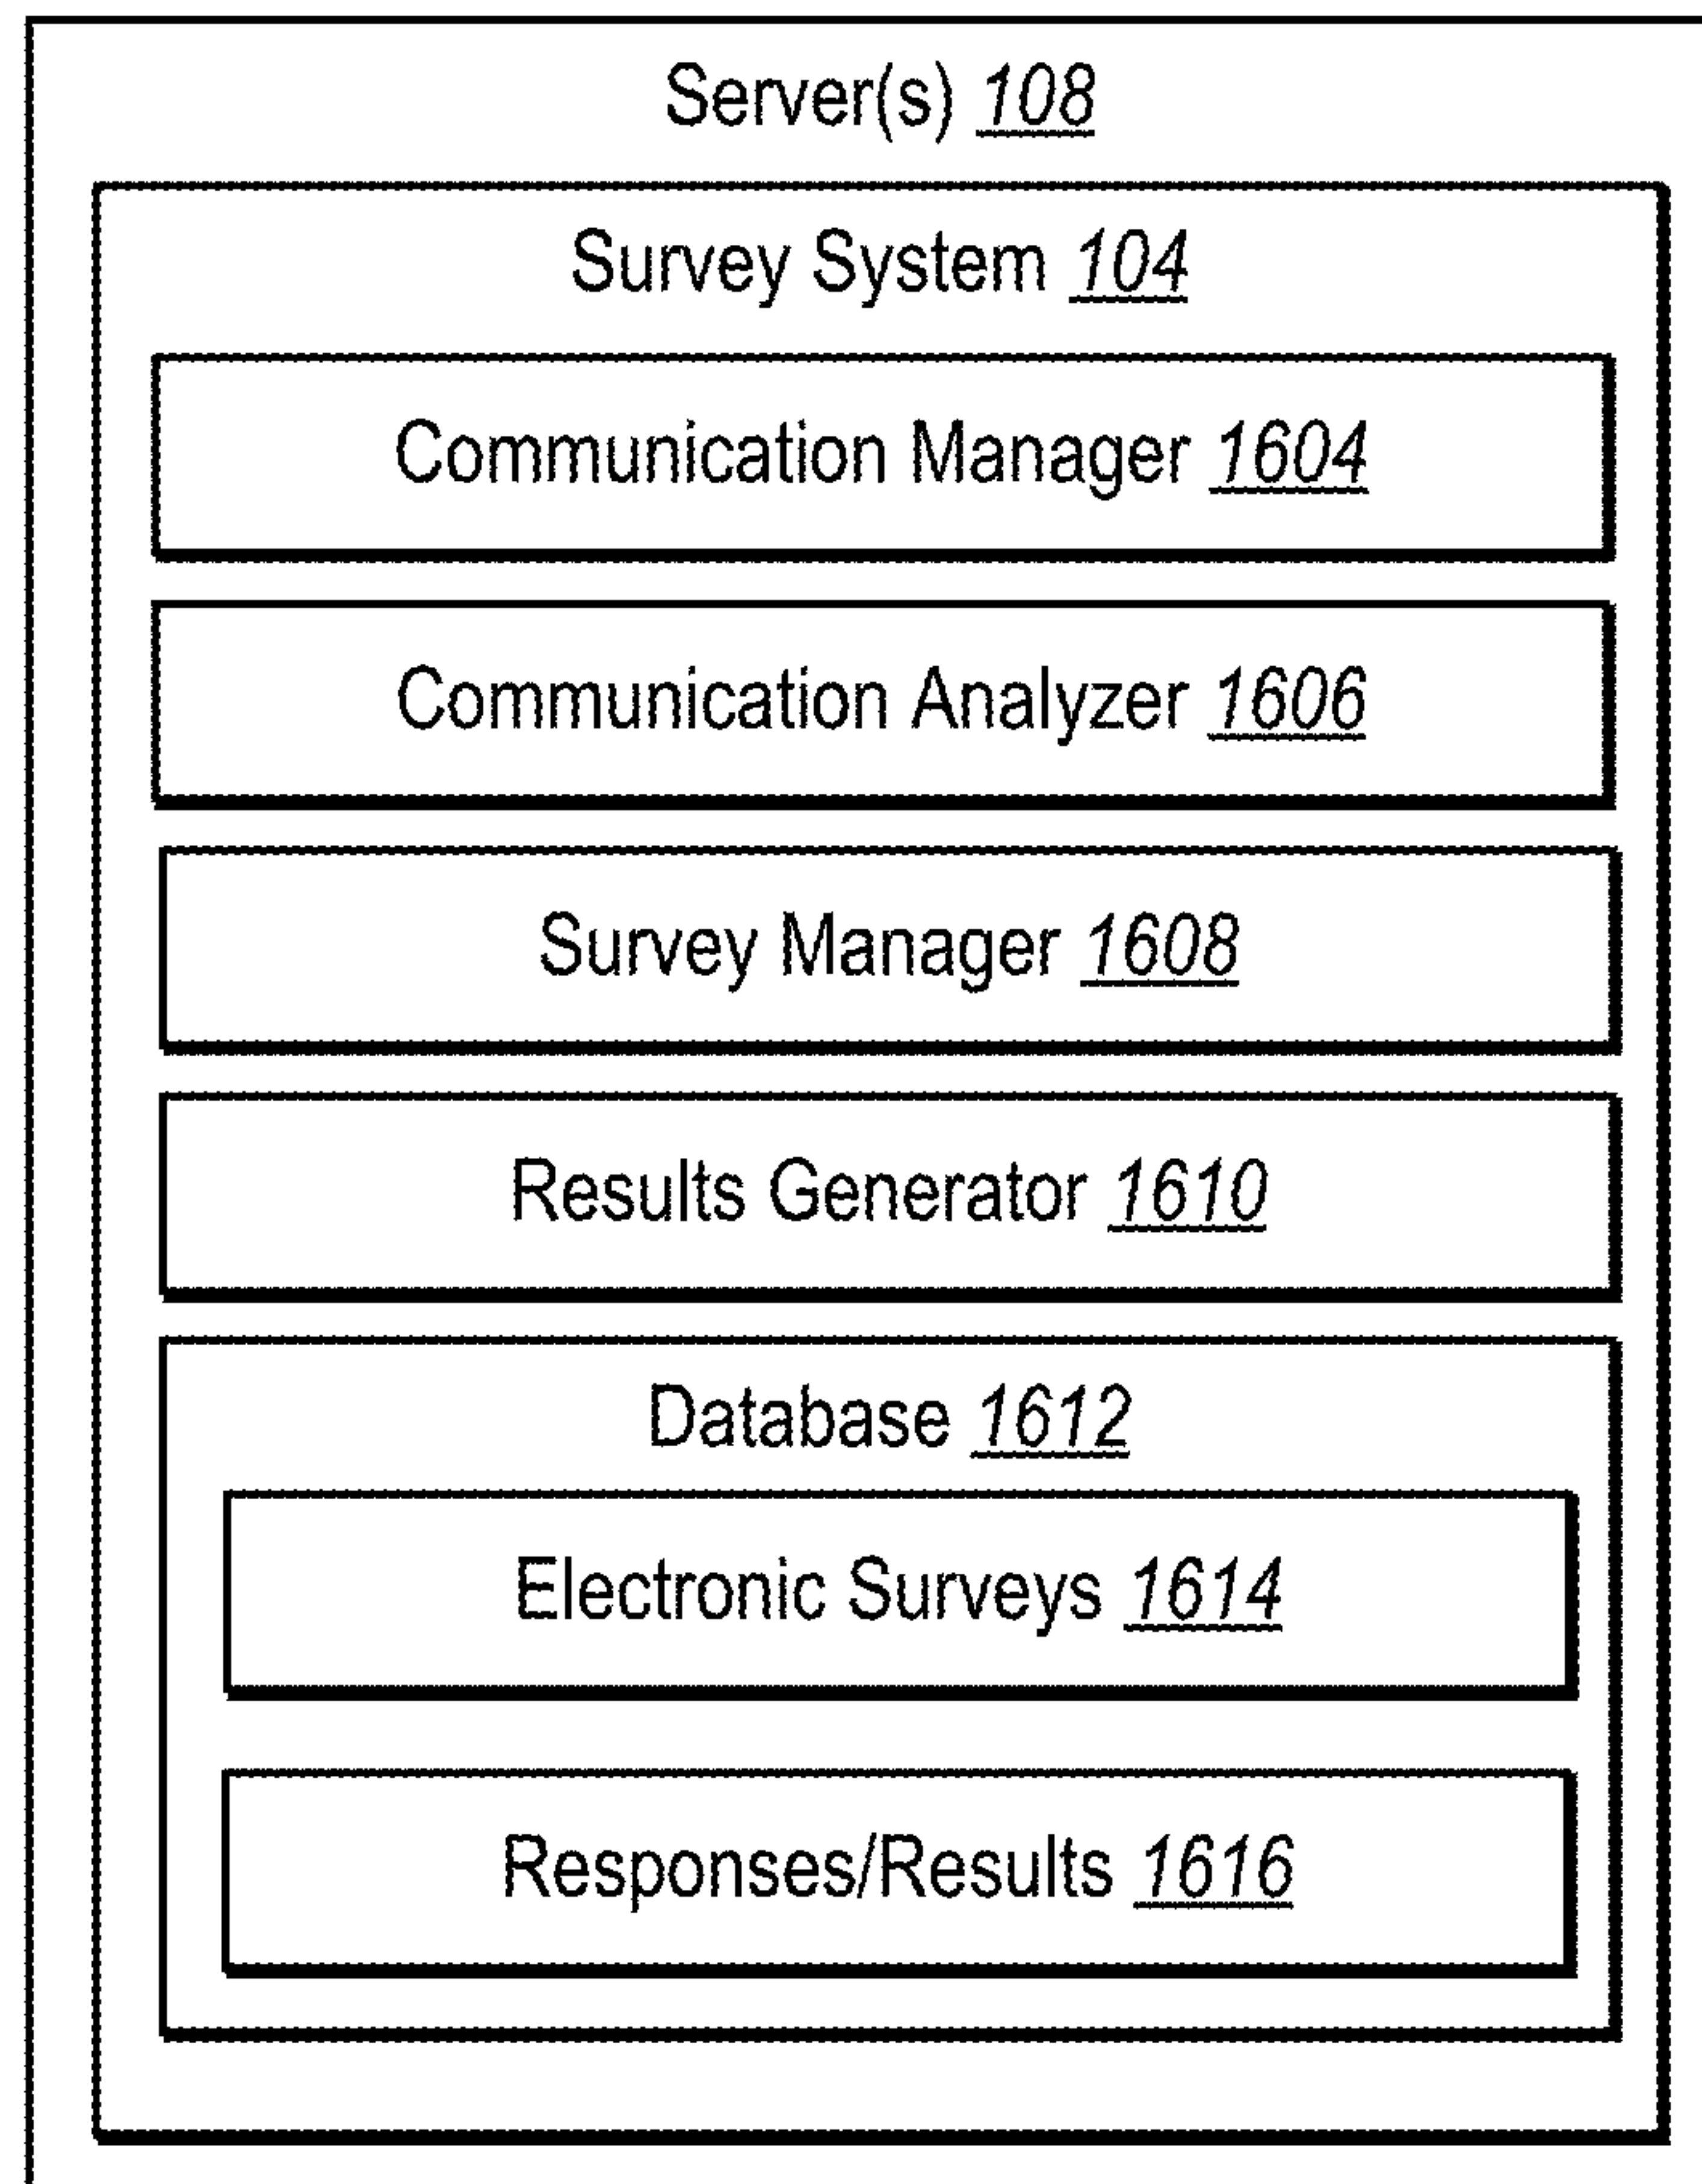 Server(s) 108
Survey System 104
Communication Manager 1604
Communication Analyzer 1606
Survey Manager 1608
Results Generator 1610
Database 1612
Electronic Surveys 1614
Responses/Results 1616